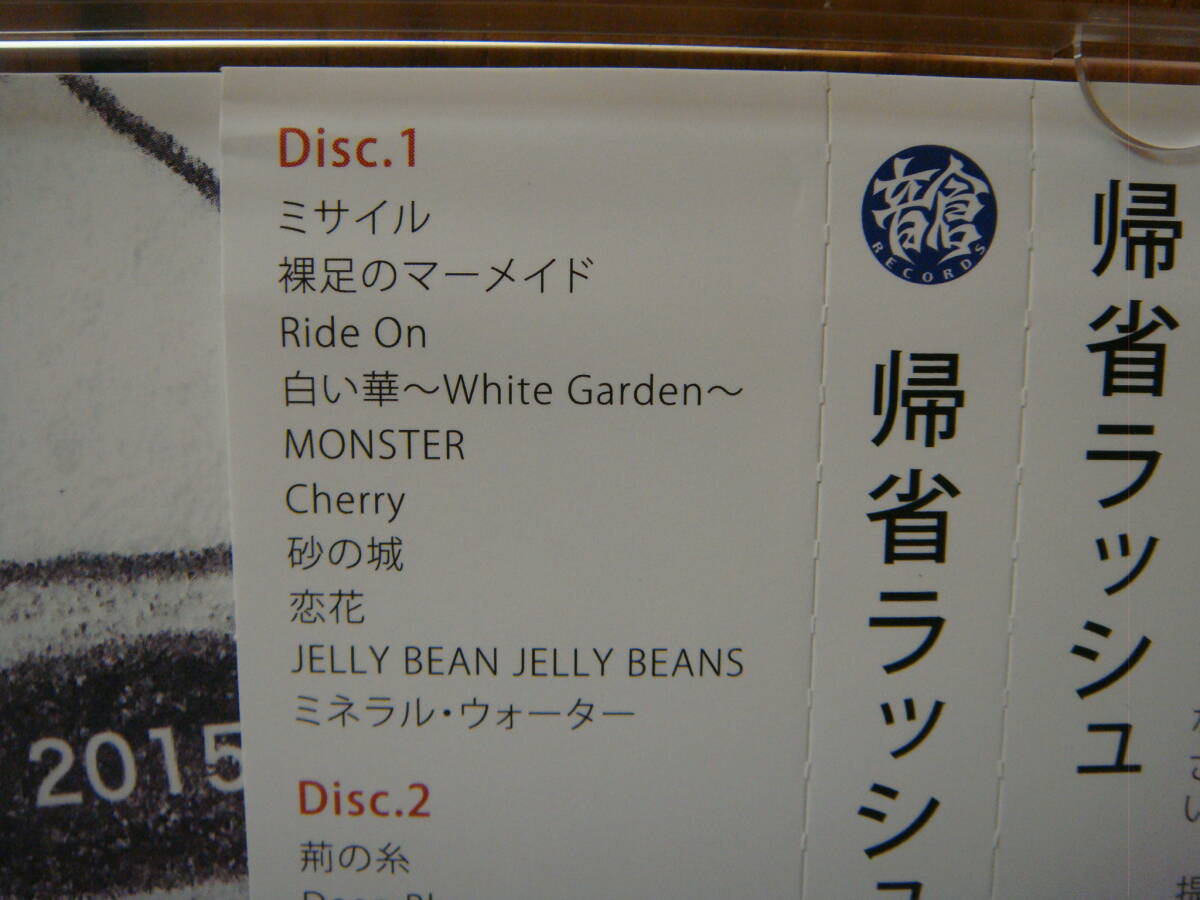 Disc.1
ミサイル
裸足のマーメイド
Ride On
白い華〜White Garden〜
MONSTER
Cherry
砂の城
恋花
JELLY BEAN JELLY BEANS
ミネラル・ウォーター
Disc.2
荊の糸
2015
音倉
RECORDS
帰省ラッシュ
帰省ラッシュ
さい